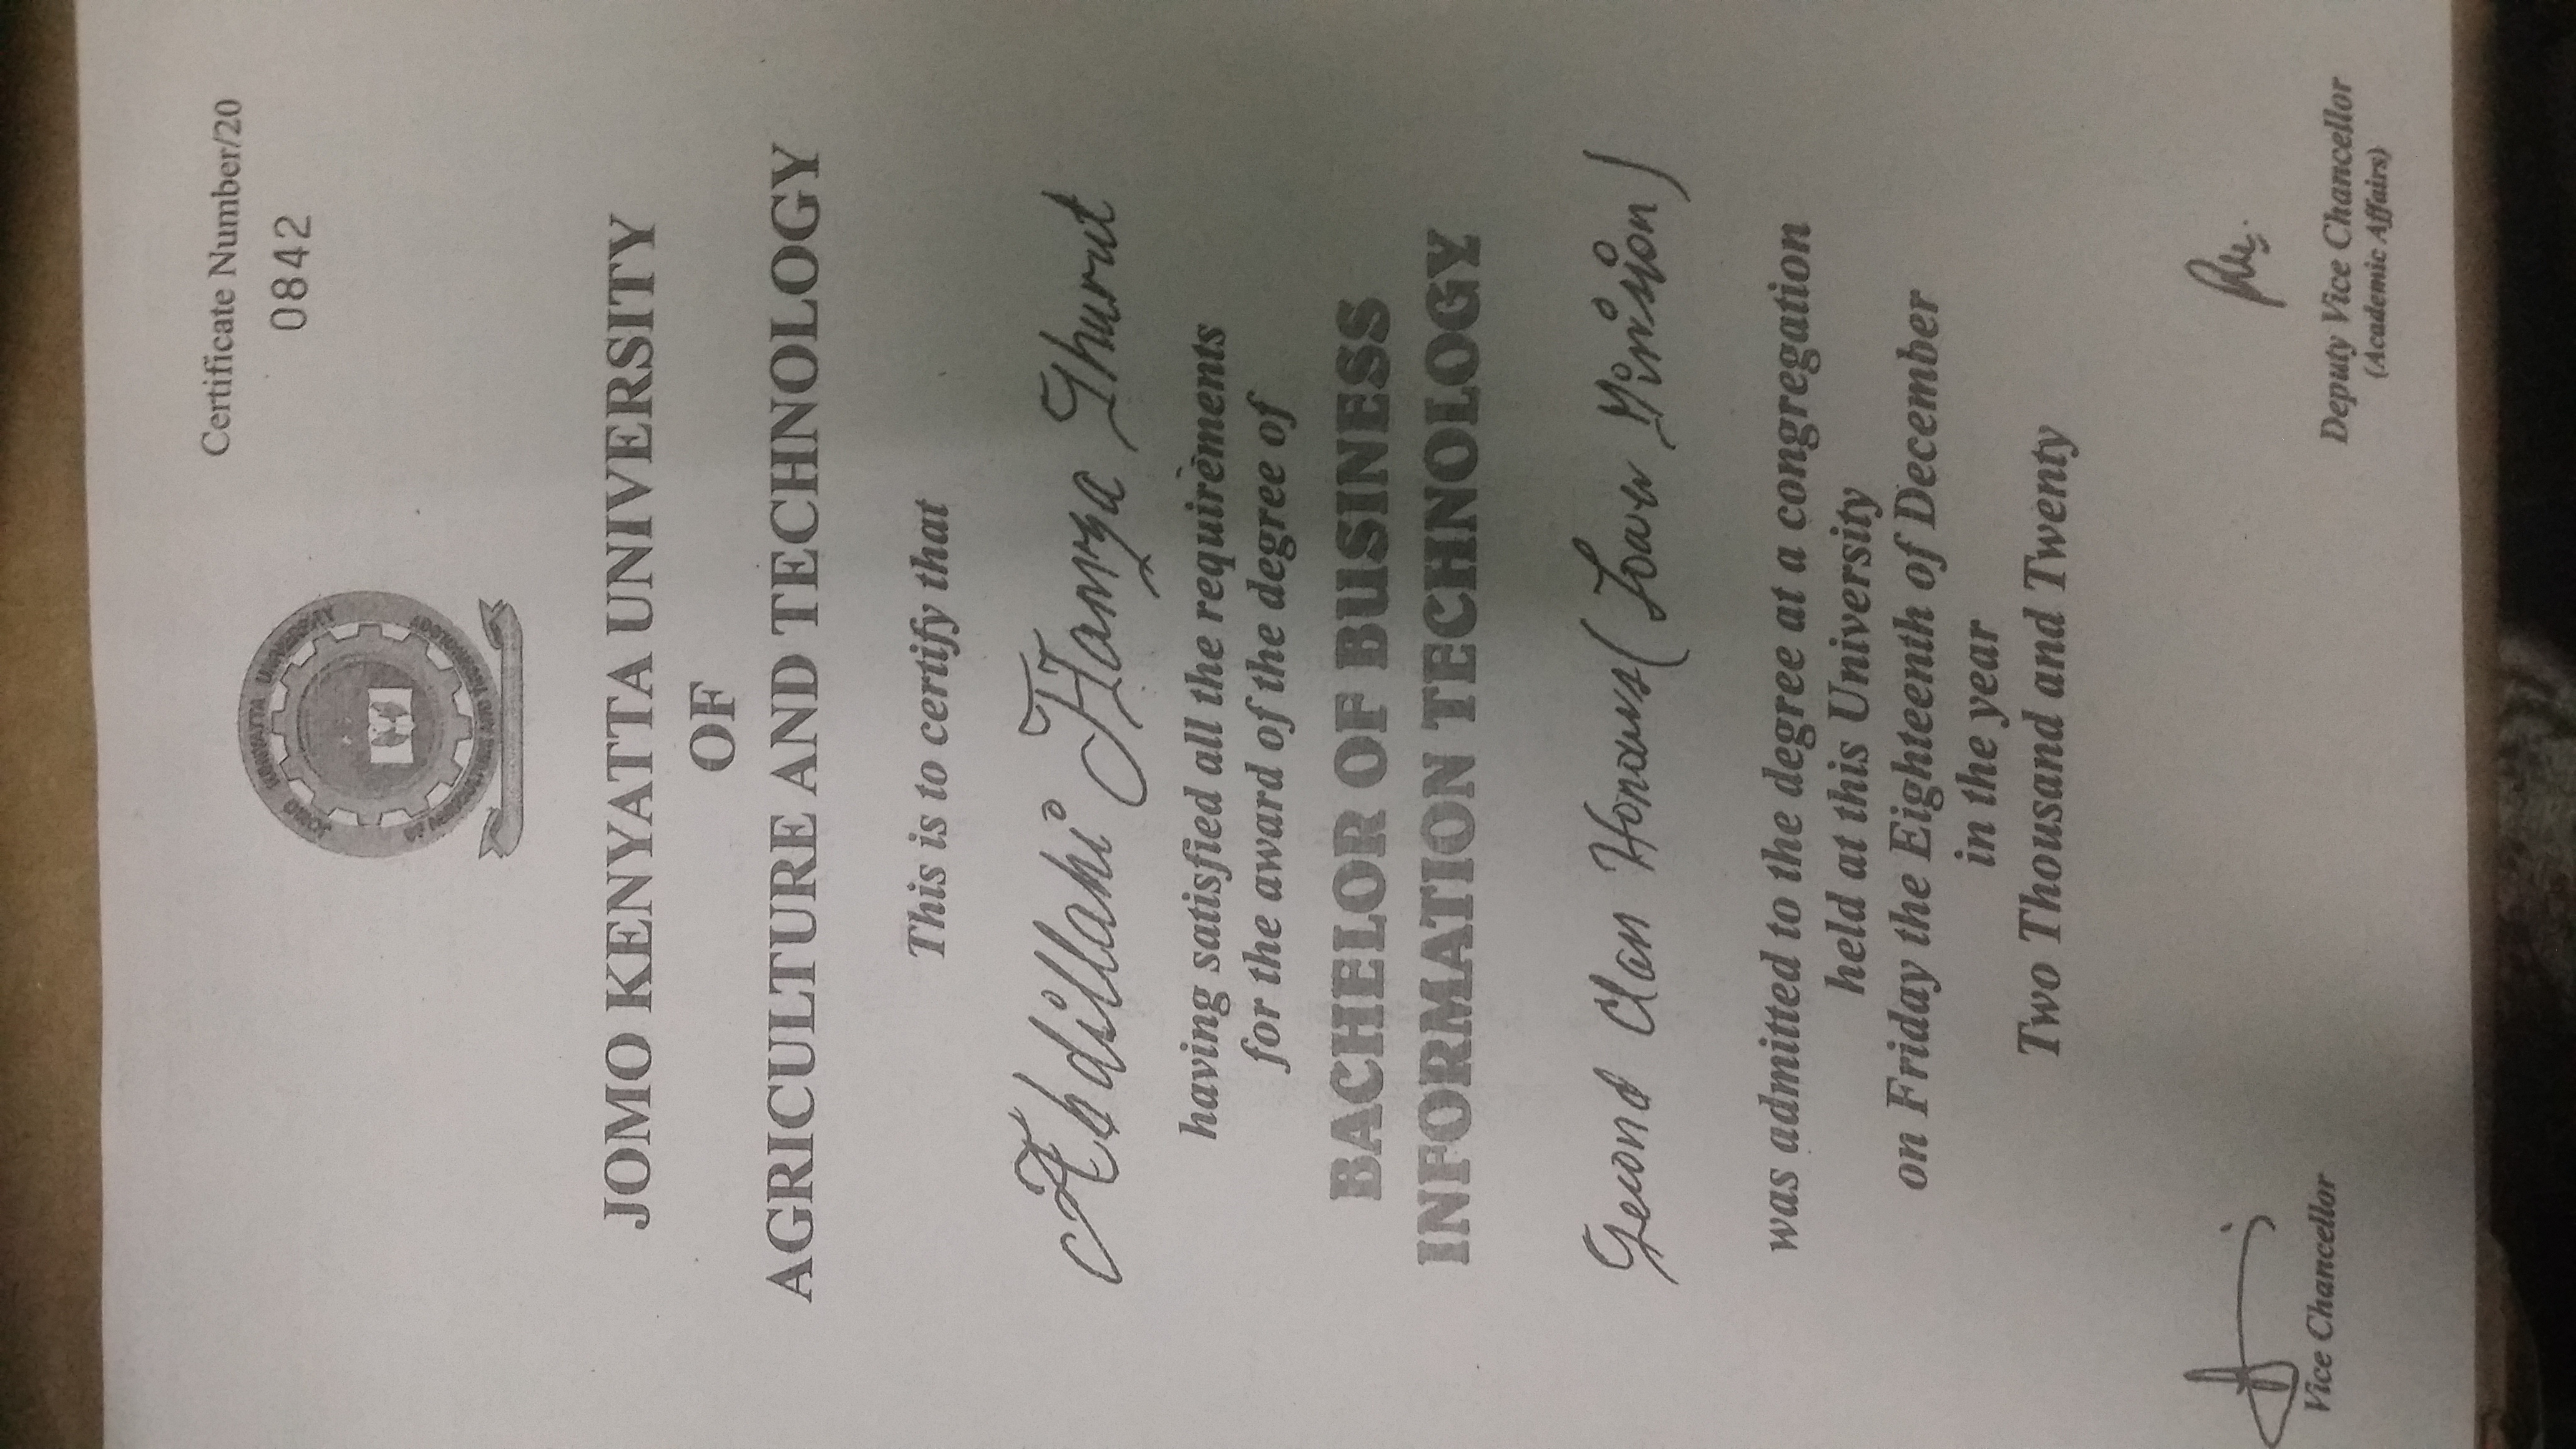 Certificate Number/20
0842
JOMO KENYATTA UNIVERSITY
OF AGRICULTURE AND TECHNOLOGY
JOMO KENYATTA UNIVERSITY
OF
AGRICULTURE AND TECHNOLOGY
This is to certify that
Abdillahi Hamza Ghurut
having satisfied all the requirements
for the award of the degree of
BACHELOR OF BUSINESS
INFORMATION TECHNOLOGY
Second Class Honours (Lower Division)
was admitted to the degree at a congregation
held at this University
on Friday the Eighteenth of December
in the year
Two Thousand and Twenty
Vice Chancellor
Deputy Vice Chancellor
(Academic Affairs)